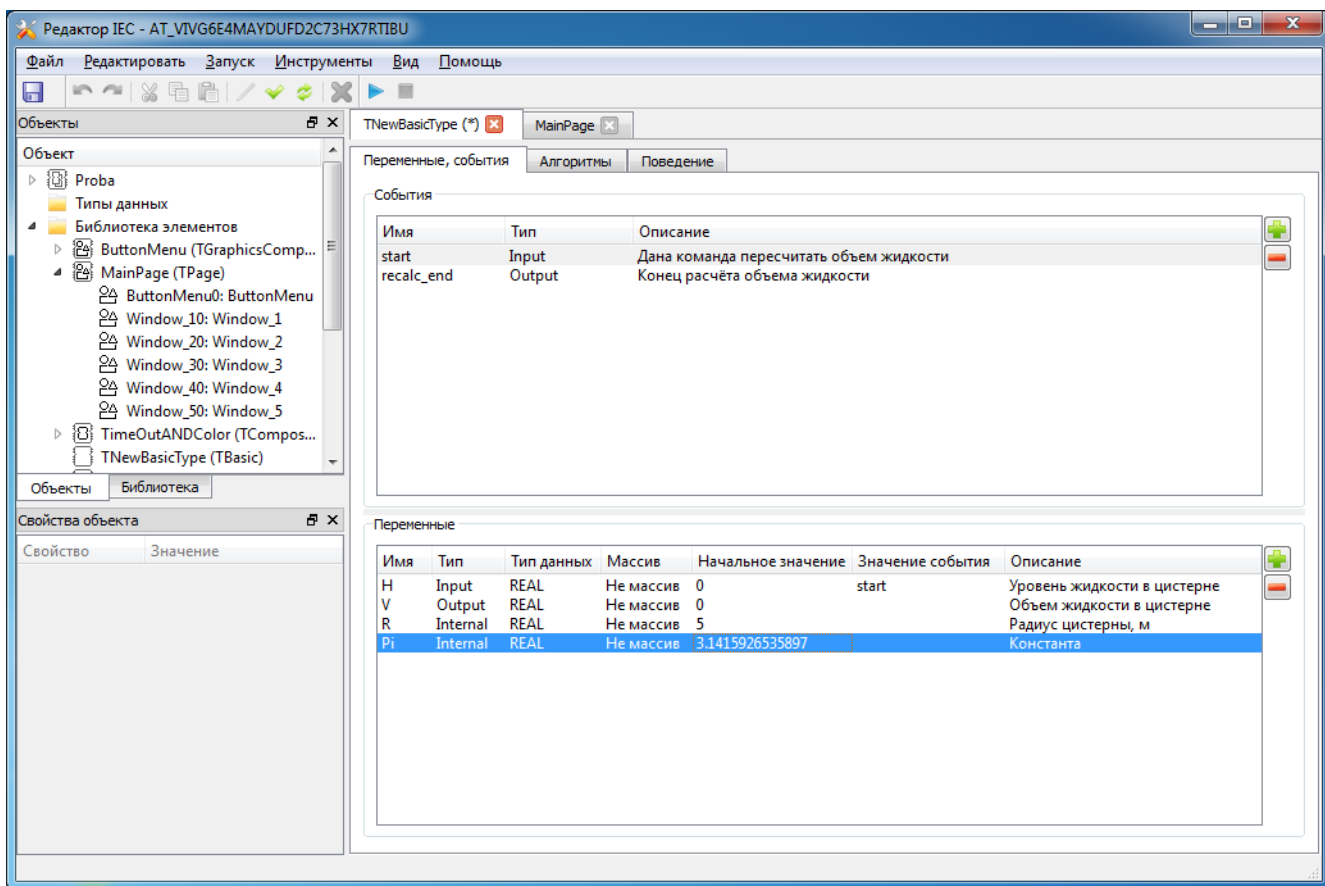 Редактор IEC - AT_VIVG6E4MAYDUFD2C73HX7RTIBU
Файл Редактировать Запуск Инструменты Вид Помощь
Объекты
Объект
Proba
Типы данных
Библиотека элементов
ButtonMenu (TGraphicsComp...
MainPage (TPage)
ButtonMenu0: ButtonMenu
Window_10: Window_1
Window_20: Window_2
Window_30: Window_3
Window_40: Window_4
Window_50: Window_5
TimeOutANDColor (TCompos...
TNewBasicType (TBasic)
Объекты Библиотека
Свойства объекта
Свойство Значение
TNewBasicType (*) MainPage
Переменные, события Алгоритмы Поведение
События
Имя Тип Описание
start Input Дана команда пересчитать объем жидкости
recalc_end Output Конец расчёта объема жидкости
Переменные
Имя Тип Тип данных Массив Начальное значение Значение события Описание
H Input REAL Не массив 0 start Уровень жидкости в цистерне
V Output REAL Не массив 0 Объем жидкости в цистерне
R Internal REAL Не массив 5 Радиус цистерны, м
Pi Internal REAL Не массив 3.1415926535897 Константа